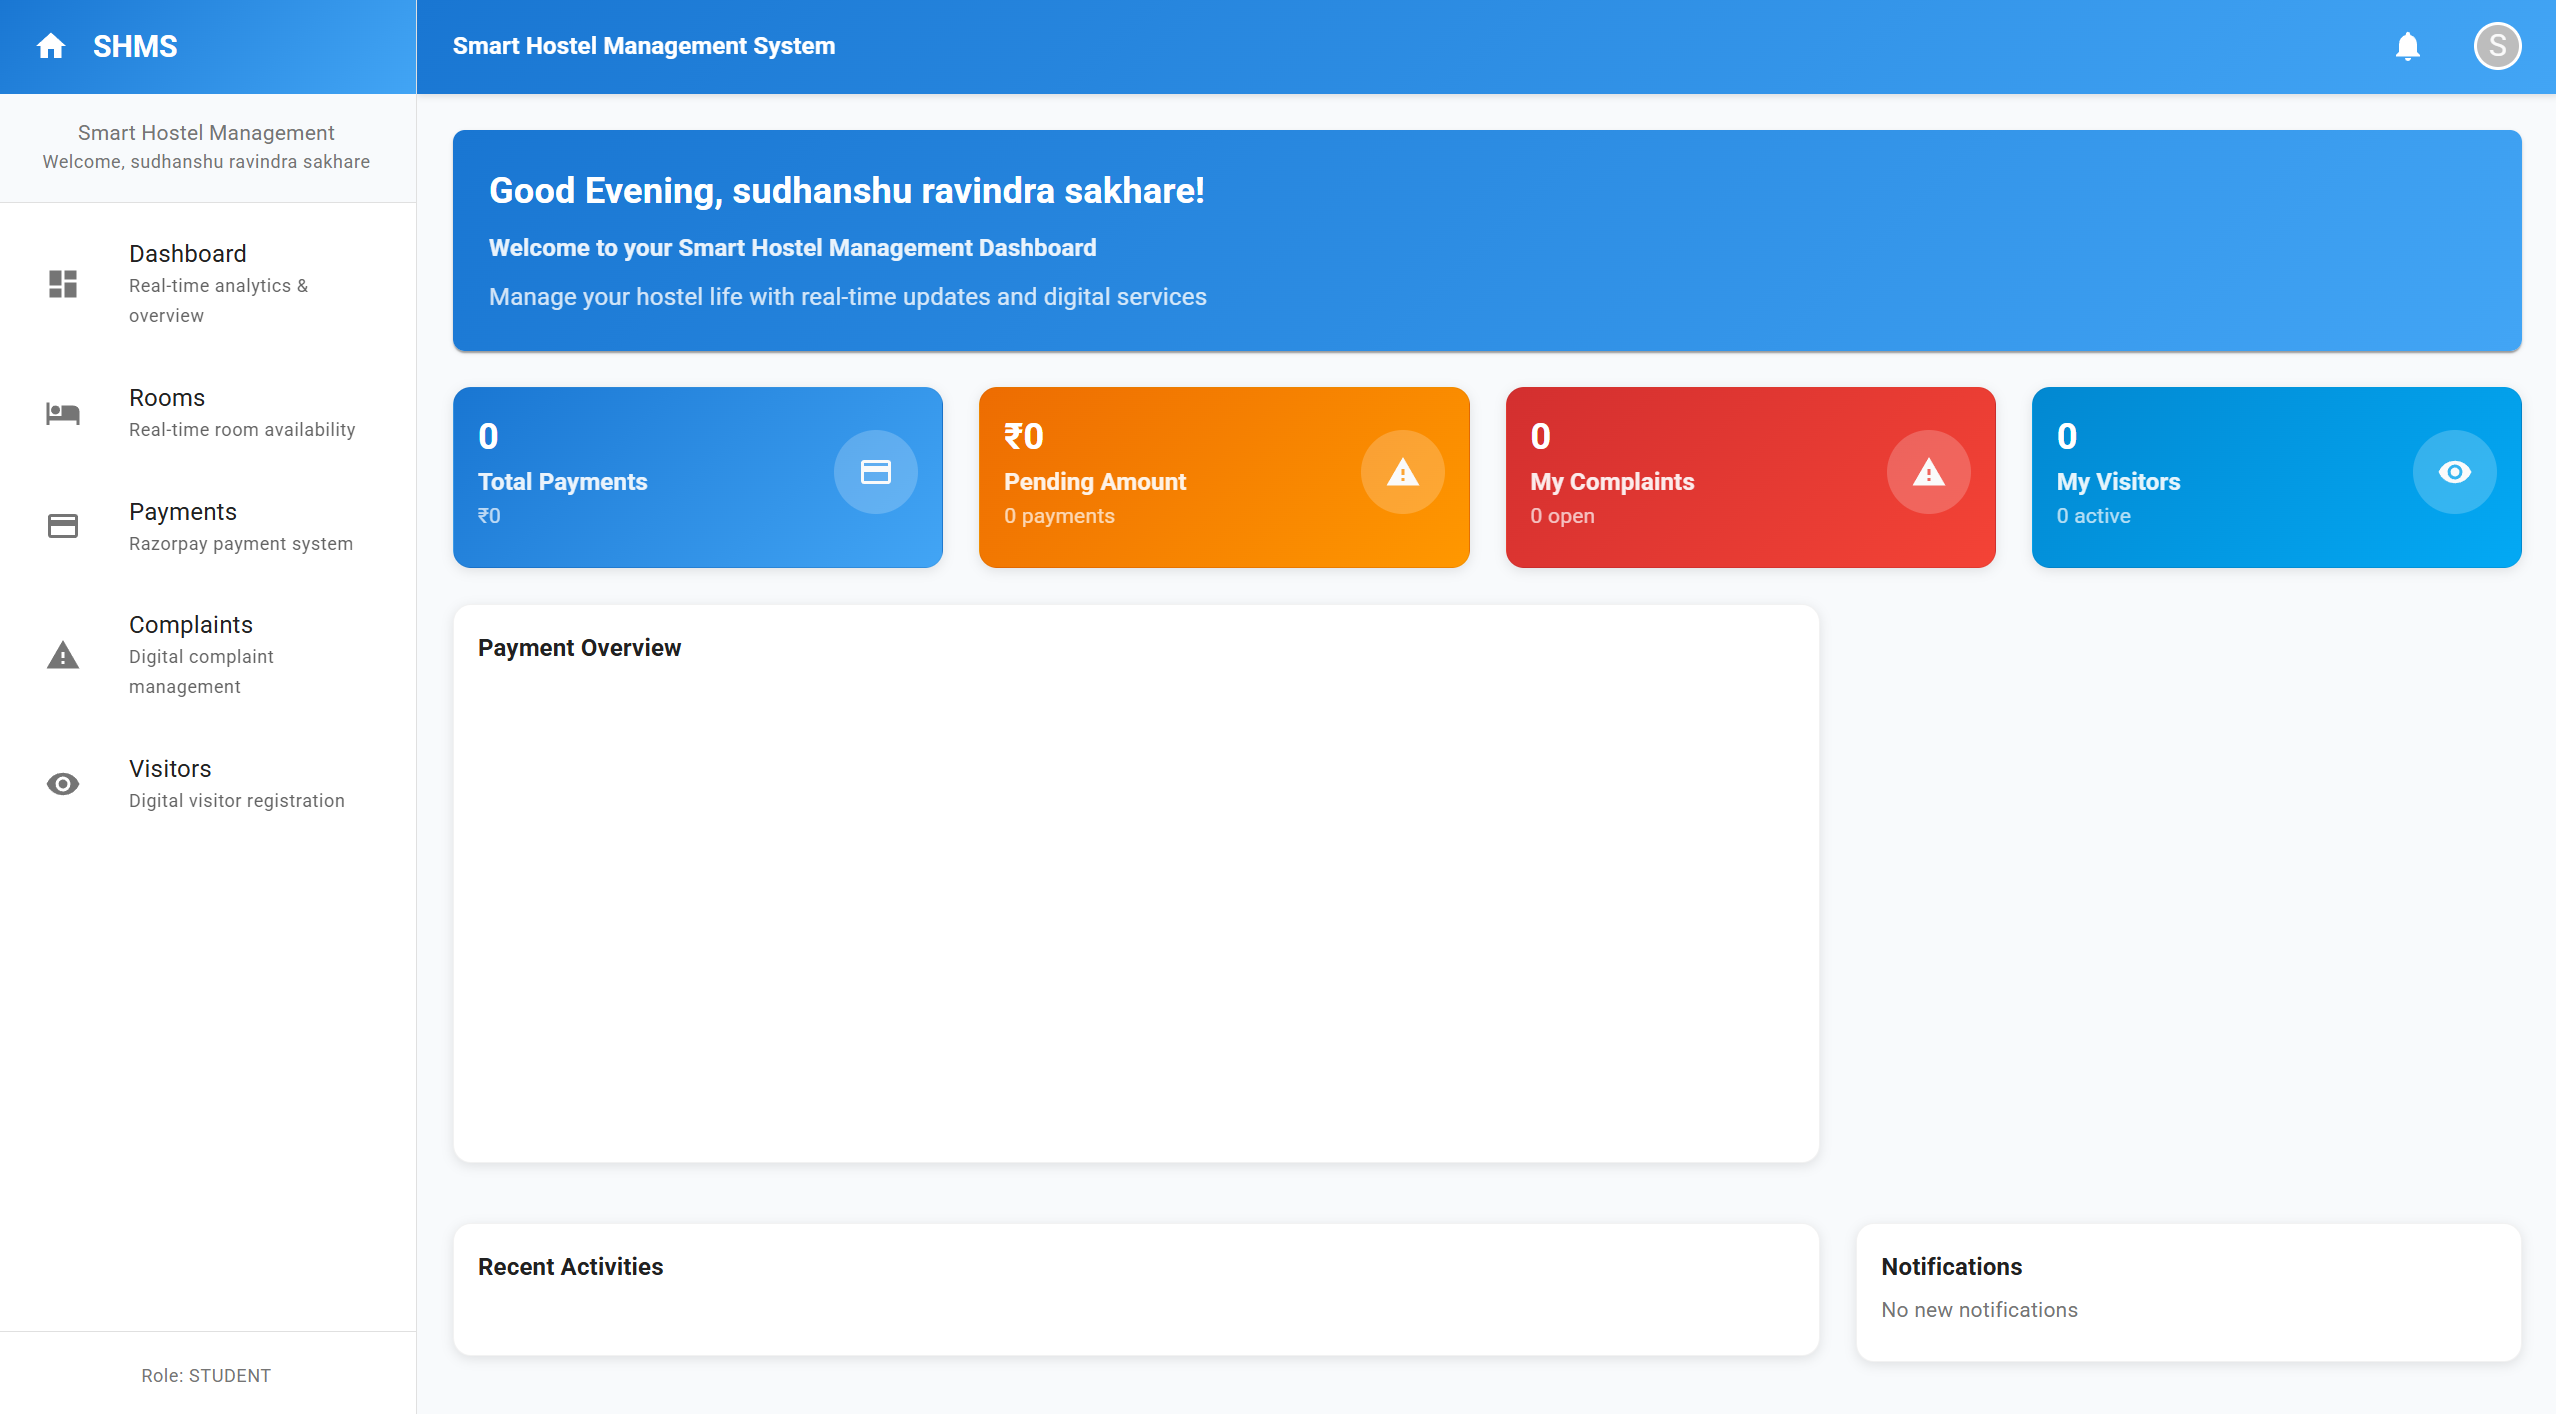 SHMS
Smart Hostel Management System
S
Smart Hostel Management
Welcome, sudhanshu ravindra sakhare
Dashboard
Real-time analytics &
overview
Rooms
Real-time room availability
Payments
Razorpay payment system
Complaints
Digital complaint
management
Visitors
Digital visitor registration
Role: STUDENT
Good Evening, sudhanshu ravindra sakhare!
Welcome to your Smart Hostel Management Dashboard
Manage your hostel life with real-time updates and digital services
0
Total Payments
₹0
₹0
Pending Amount
0 payments
0
My Complaints
0 open
0
My Visitors
0 active
Payment Overview
Recent Activities
Notifications
No new notifications